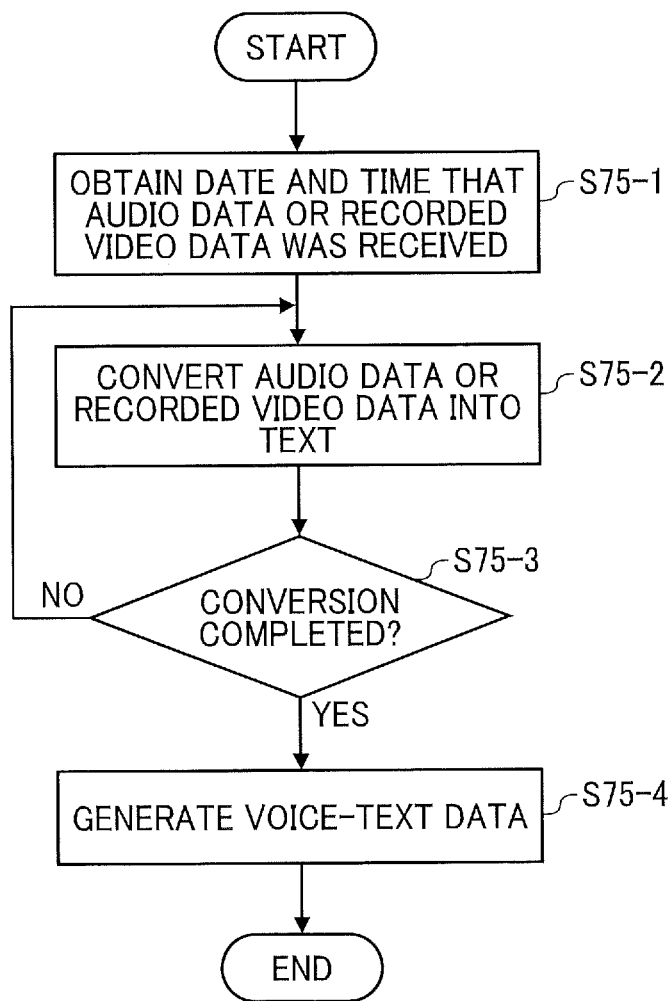 START
OBTAIN DATE AND TIME THAT
AUDIO DATA OR RECORDED
VIDEO DATA WAS RECEIVED
S75-1
CONVERT AUDIO DATA OR
RECORDED VIDEO DATA INTO
TEXT
S75-2
CONVERSION
COMPLETED?
S75-3
NO
YES
GENERATE VOICE-TEXT DATA
S75-4
END